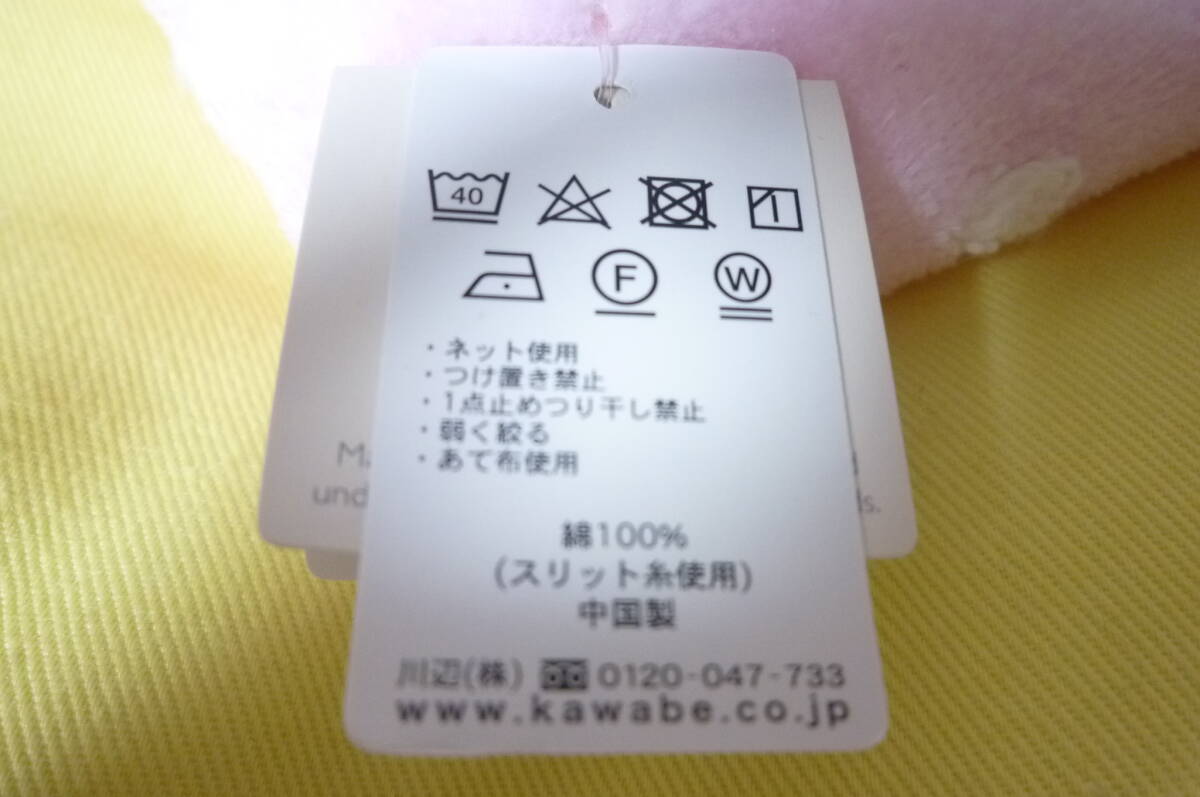 40
F W
・ネット使用
・つけ置き禁止
・1点止めつり干し禁止
・弱く絞る
・あて布使用
綿100%
(スリット糸使用)
中国製
川辺(株) 0120-047-733
www.kawabe.co.jp